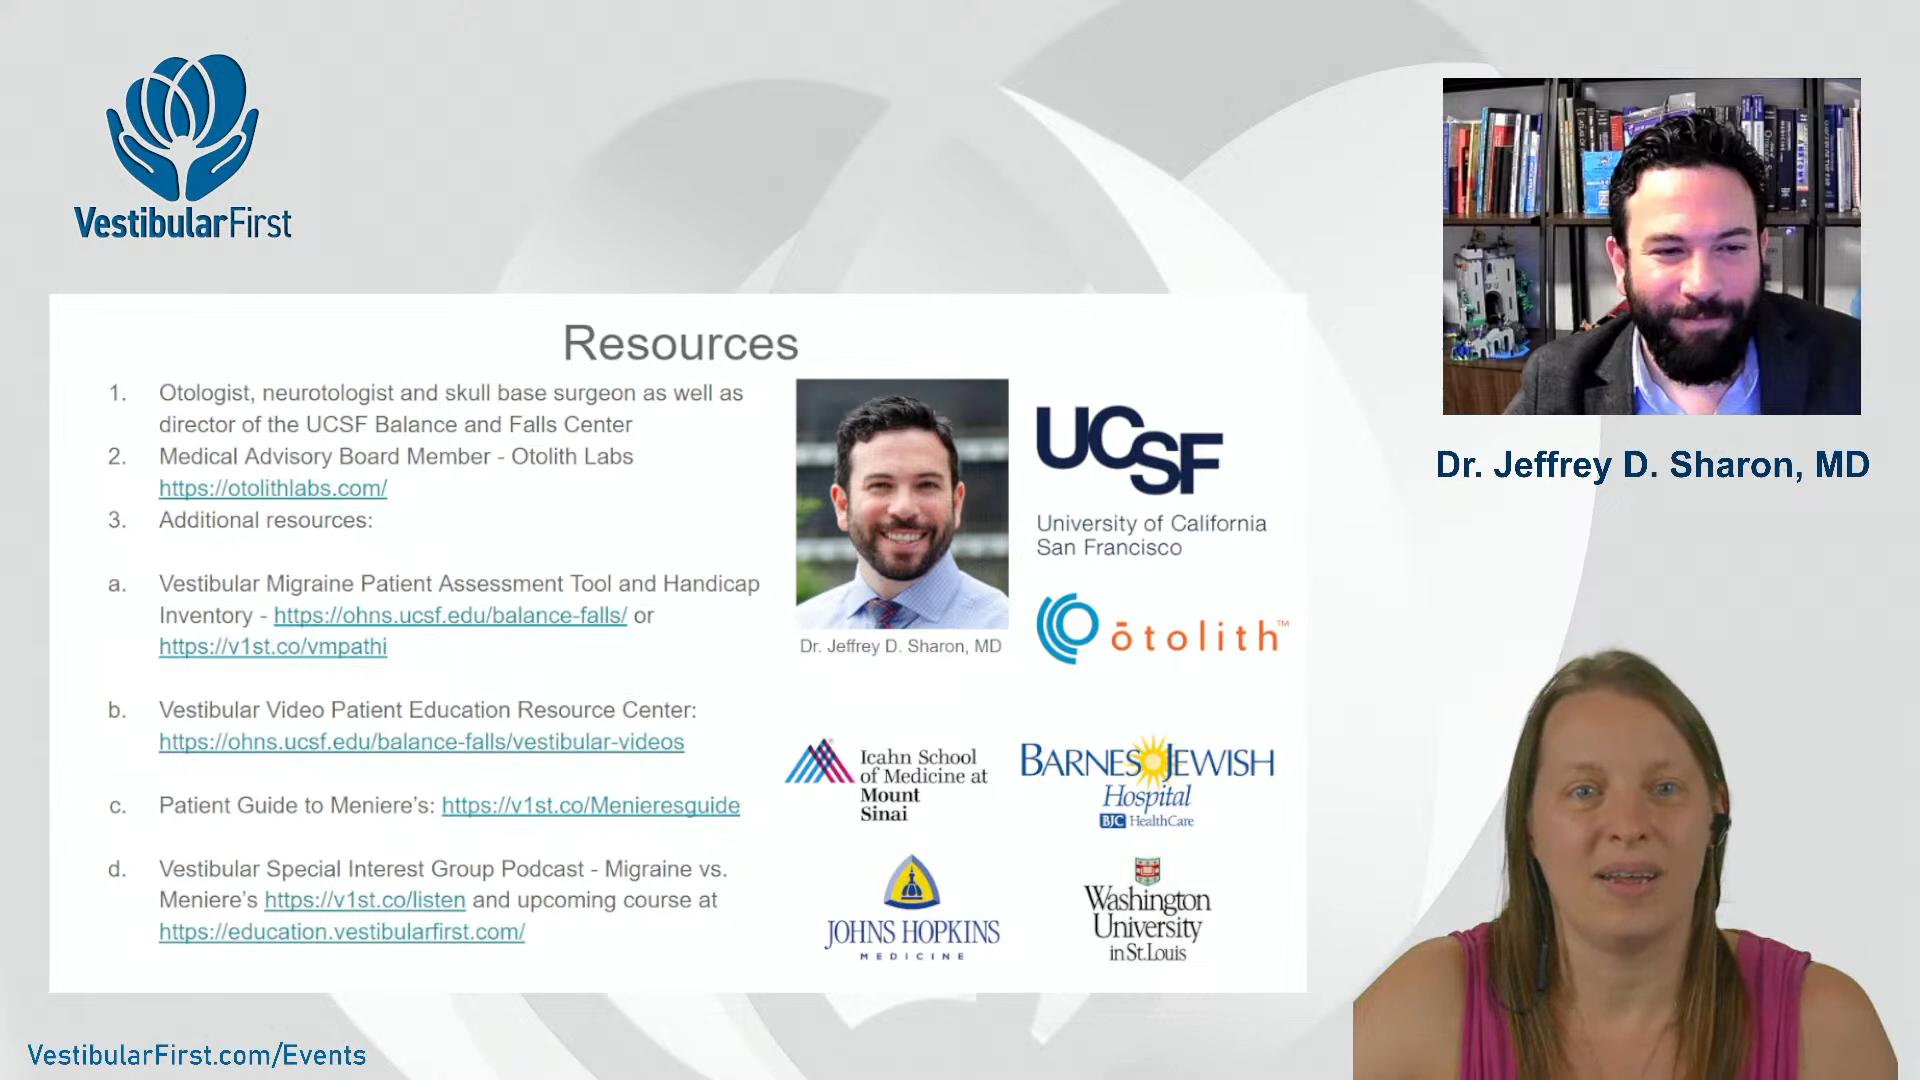 VestibularFirst
Resources
1. Otologist, neurotologist and skull base surgeon as well as
director of the UCSF Balance and Falls Center
2. Medical Advisory Board Member - Otolith Labs
https://otolithlabs.com/
3. Additional resources:
a. Vestibular Migraine Patient Assessment Tool and Handicap
Inventory - https://ohns.ucsf.edu/balance-falls/ or
https://v1st.co/vmpathi
b. Vestibular Video Patient Education Resource Center:
https://ohns.ucsf.edu/balance-falls/vestibular-videos
c. Patient Guide to Meniere's: https://v1st.co/Menieresguide
d. Vestibular Special Interest Group Podcast - Migraine vs.
Meniere's https://v1st.co/listen and upcoming course at
https://education.vestibularfirst.com/
Dr. Jeffrey D. Sharon, MD
UCSF
University of California
San Francisco
ōtolith™
Icahn School
of Medicine at
Mount
Sinai
BARNES JEWISH
Hospital
BJC HealthCare
JOHNS HOPKINS
MEDICINE
Washington
University
in St. Louis
Dr. Jeffrey D. Sharon, MD
VestibularFirst.com/Events